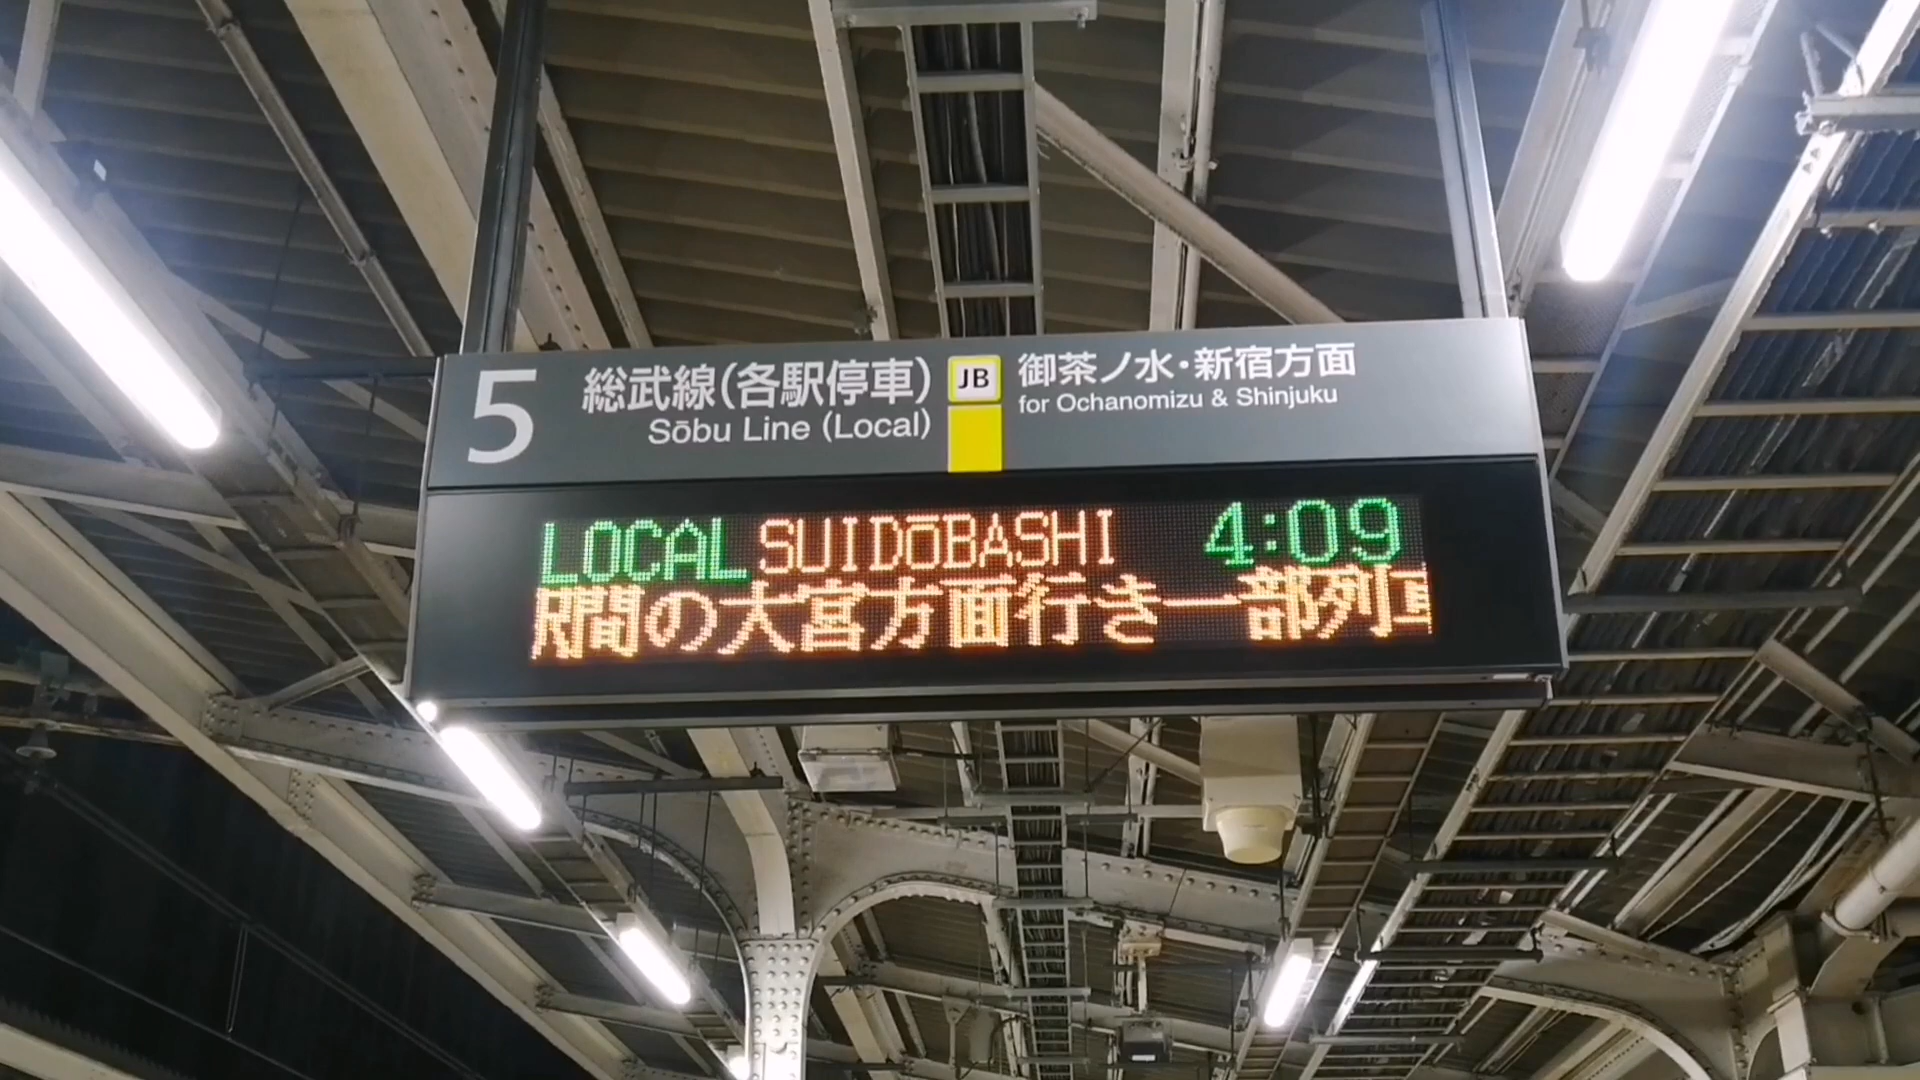 5
総武線(各駅停車)
Sōbu Line (Local)
JB
御茶ノ水・新宿方面
for Ochanomizu & Shinjuku
LOCAL SUIDŌBASHI 4:09
間の大宮方面行き一部列